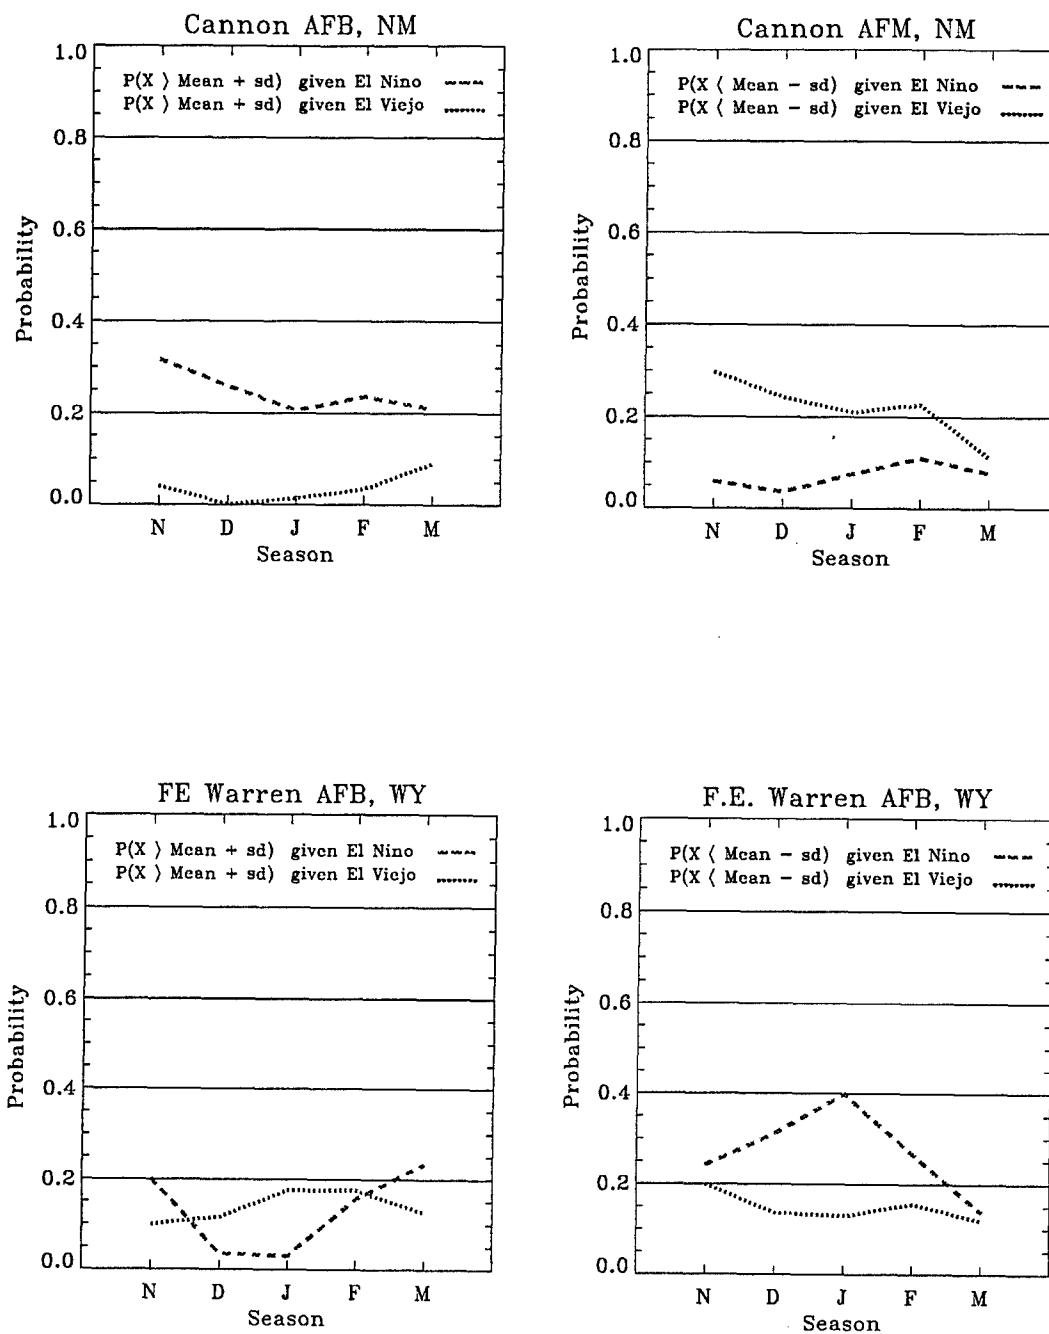 Cannon AFB, NM
1.0
P(X > Mean + sd) given El Nino
P(X > Mean + sd) given El Viejo
0.8
0.6
0.4
0.2
0.0
Probability
N D J F M
Season
Cannon AFM, NM
1.0
P(X < Mean - sd) given El Nino
P(X < Mean - sd) given El Viejo
0.8
0.6
0.4
0.2
0.0
Probability
N D J F M
Season
FE Warren AFB, WY
1.0
P(X > Mean + sd) given El Nino
P(X > Mean + sd) given El Viejo
0.8
0.6
0.4
0.2
0.0
Probability
N D J F M
Season
F.E. Warren AFB, WY
1.0
P(X < Mean - sd) given El Nino
P(X < Mean - sd) given El Viejo
0.8
0.6
0.4
0.2
0.0
Probability
N D J F M
Season